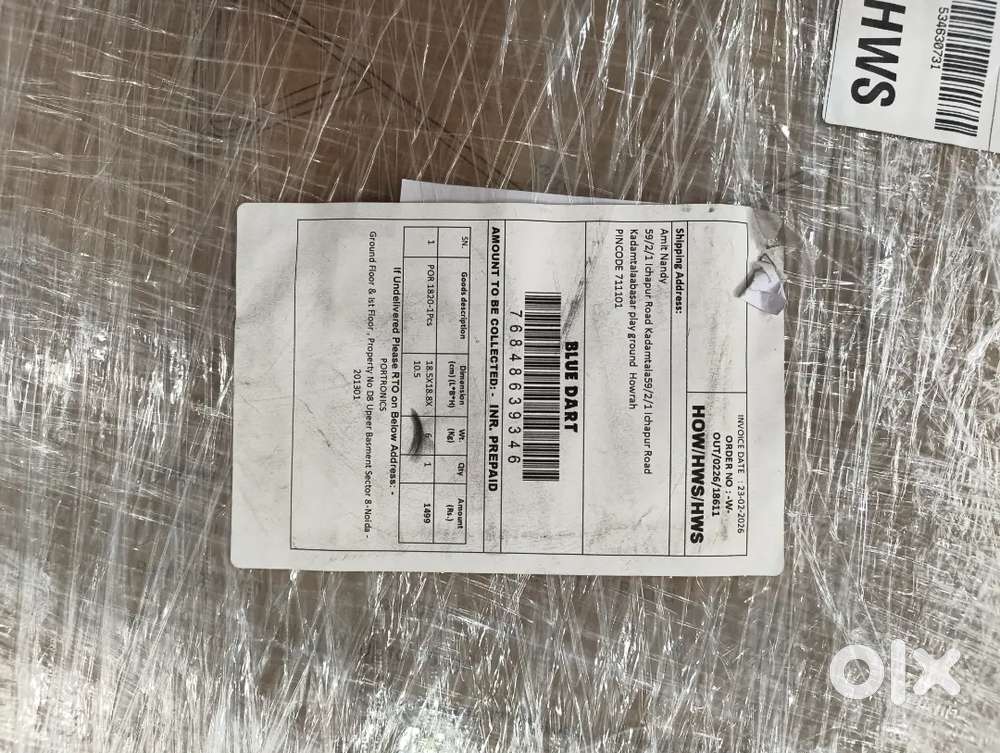 HWS
534630731
INVOICE DATE : 23-02-2026
ORDER NO : -W-
OUT/0226/18611
HOW/HWS/HWS
Shipping Address:
Amit Nandy
59/2/1 Ichapur Road Kadamtala59/2/1 Ichapur Road
Kadamtalaabasar play ground Howrah
PINCODE 711101
BLUE DART
76848639346
AMOUNT TO BE COLLECTED: - INR. PREPAID
SN. Goods description Dimension (cm) (L*B*H) Wt. (Kg) Qty Amount (Rs.)
1 POR 1820-1Pcs 18.5X18.8X 10.5 6 1 1499
If Undelivered Please RTO on Below Address: -
PORTRONICS
Ground Floor & Ist Floor , Property No D8 Upeer Basment Sector 8-Noida -
201301
olx